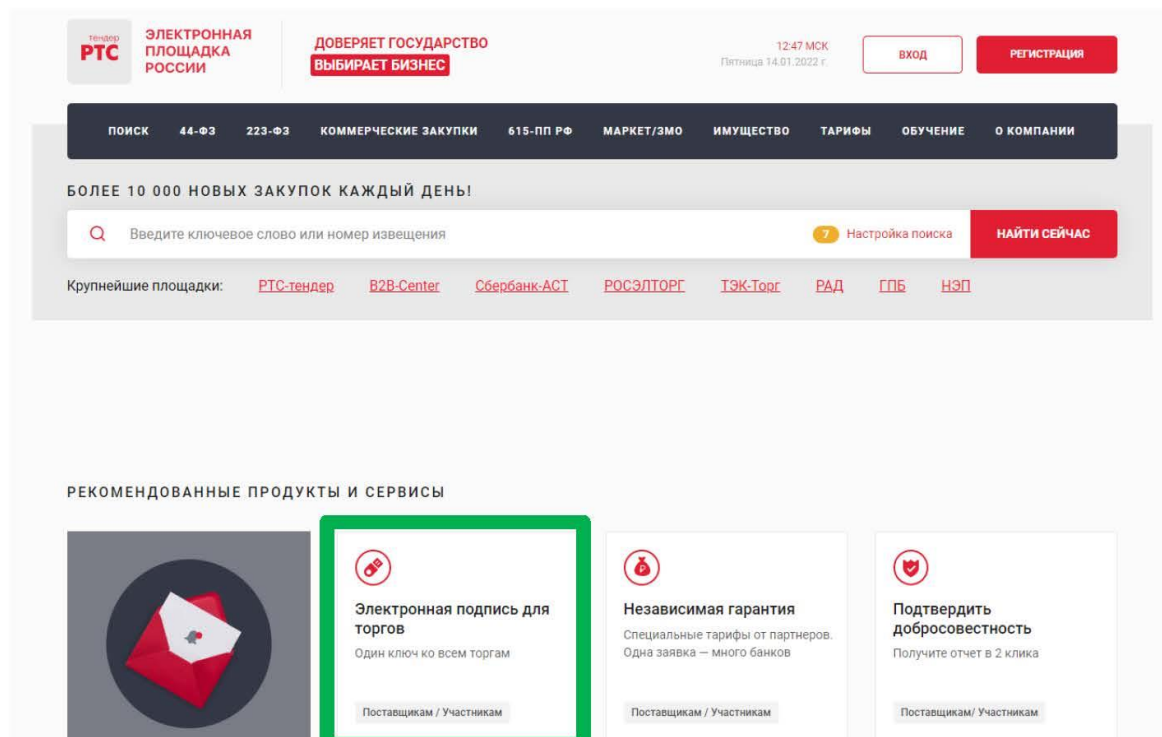 тендер
РТС
ЭЛЕКТРОННАЯ
ПЛОЩАДКА
РОССИИ
ДОВЕРЯЕТ ГОСУДАРСТВО
ВЫБИРАЕТ БИЗНЕС
12:47 МСК
Пятница 14.01.2022 г.
ВХОД
РЕГИСТРАЦИЯ
ПОИСК 44-ФЗ 223-ФЗ КОММЕРЧЕСКИЕ ЗАКУПКИ 615-ПП РФ МАРКЕТ/ЗМО ИМУЩЕСТВО ТАРИФЫ ОБУЧЕНИЕ О КОМПАНИИ
БОЛЕЕ 10 000 НОВЫХ ЗАКУПОК КАЖДЫЙ ДЕНЬ!
Введите ключевое слово или номер извещения 7 Настройка поиска НАЙТИ СЕЙЧАС
Крупнейшие площадки: РТС-тендер B2B-Center Сбербанк-АСТ РОСЭЛТОРГ ТЭК-Торг РАД ГПБ НЭП
РЕКОМЕНДОВАННЫЕ ПРОДУКТЫ И СЕРВИСЫ
Электронная подпись для
торгов
Один ключ ко всем торгам
Поставщикам / Участникам
Независимая гарантия
Специальные тарифы от партнеров.
Одна заявка — много банков
Поставщикам / Участникам
Подтвердить
добросовестность
Получите отчет в 2 клика
Поставщикам/ Участникам